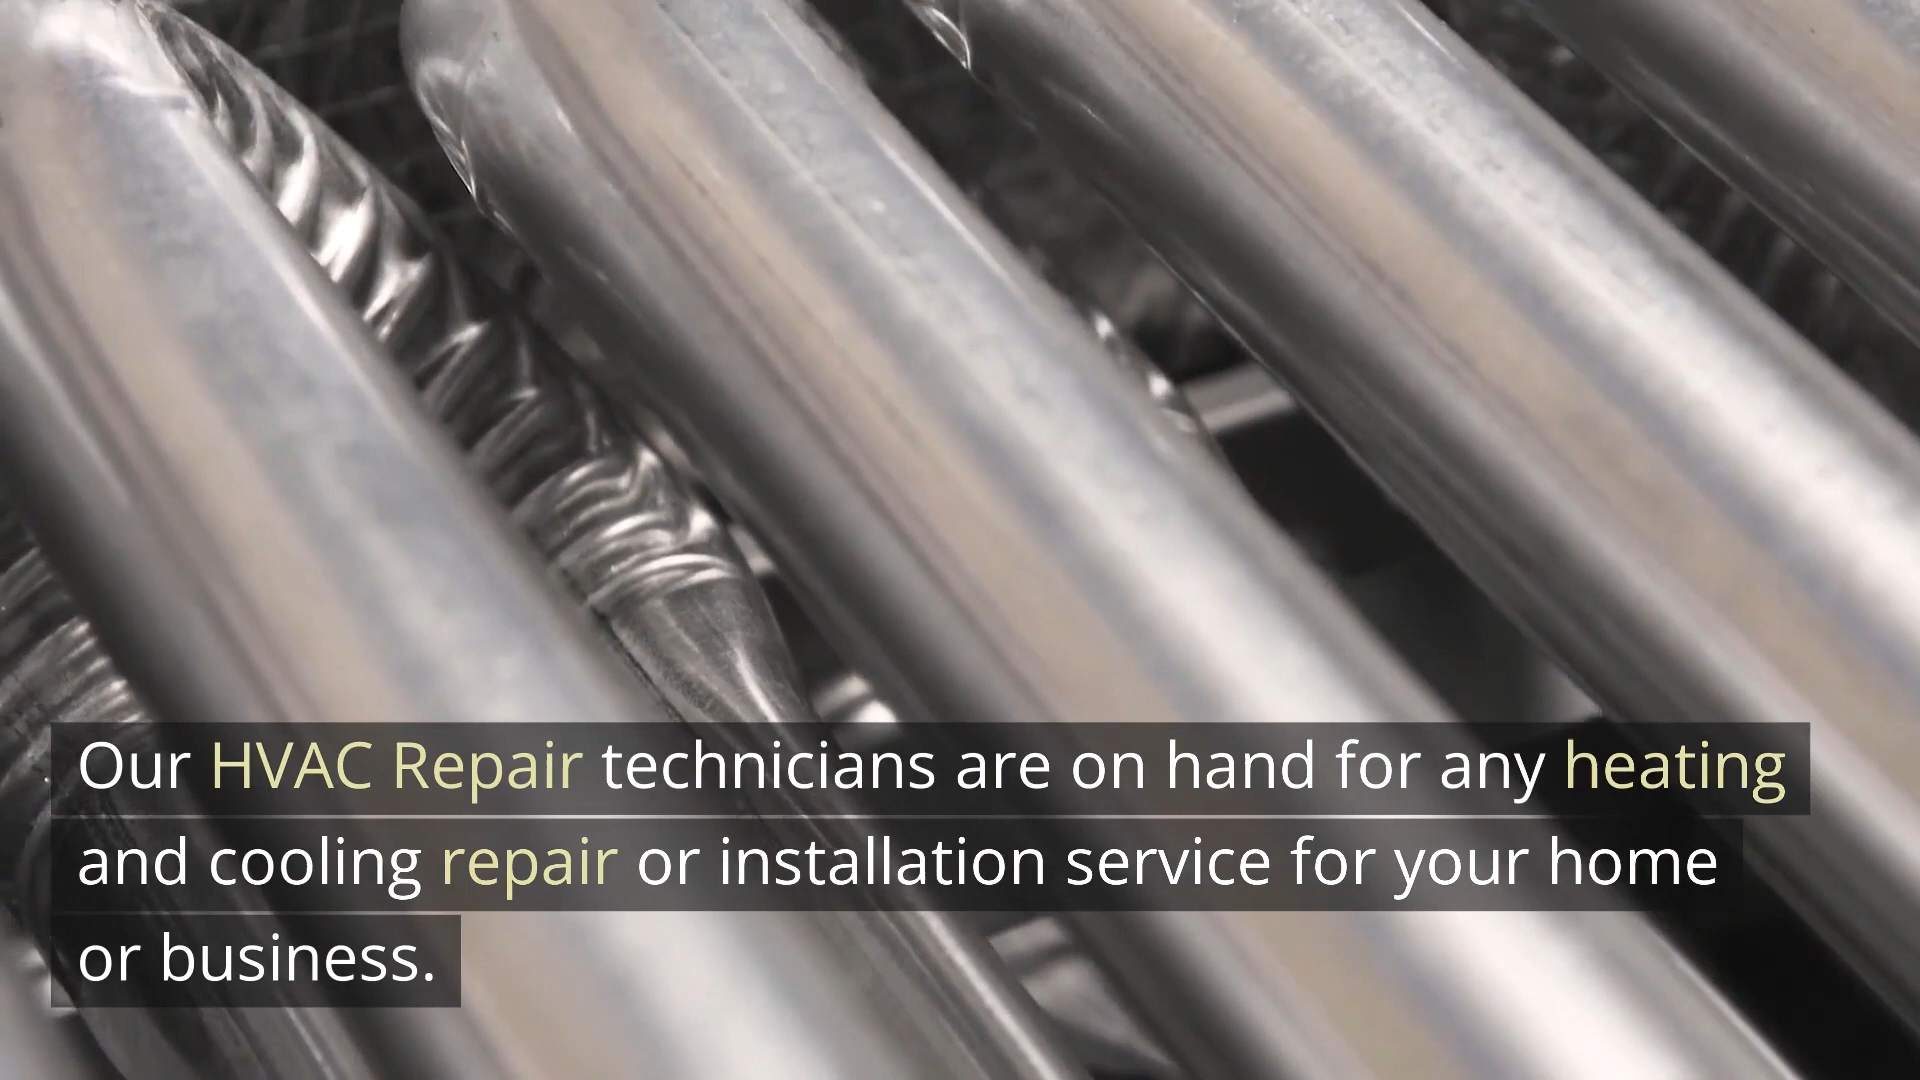 Our HVAC Repair technicians are on hand for any heating
and cooling repair or installation service for your home
or business.